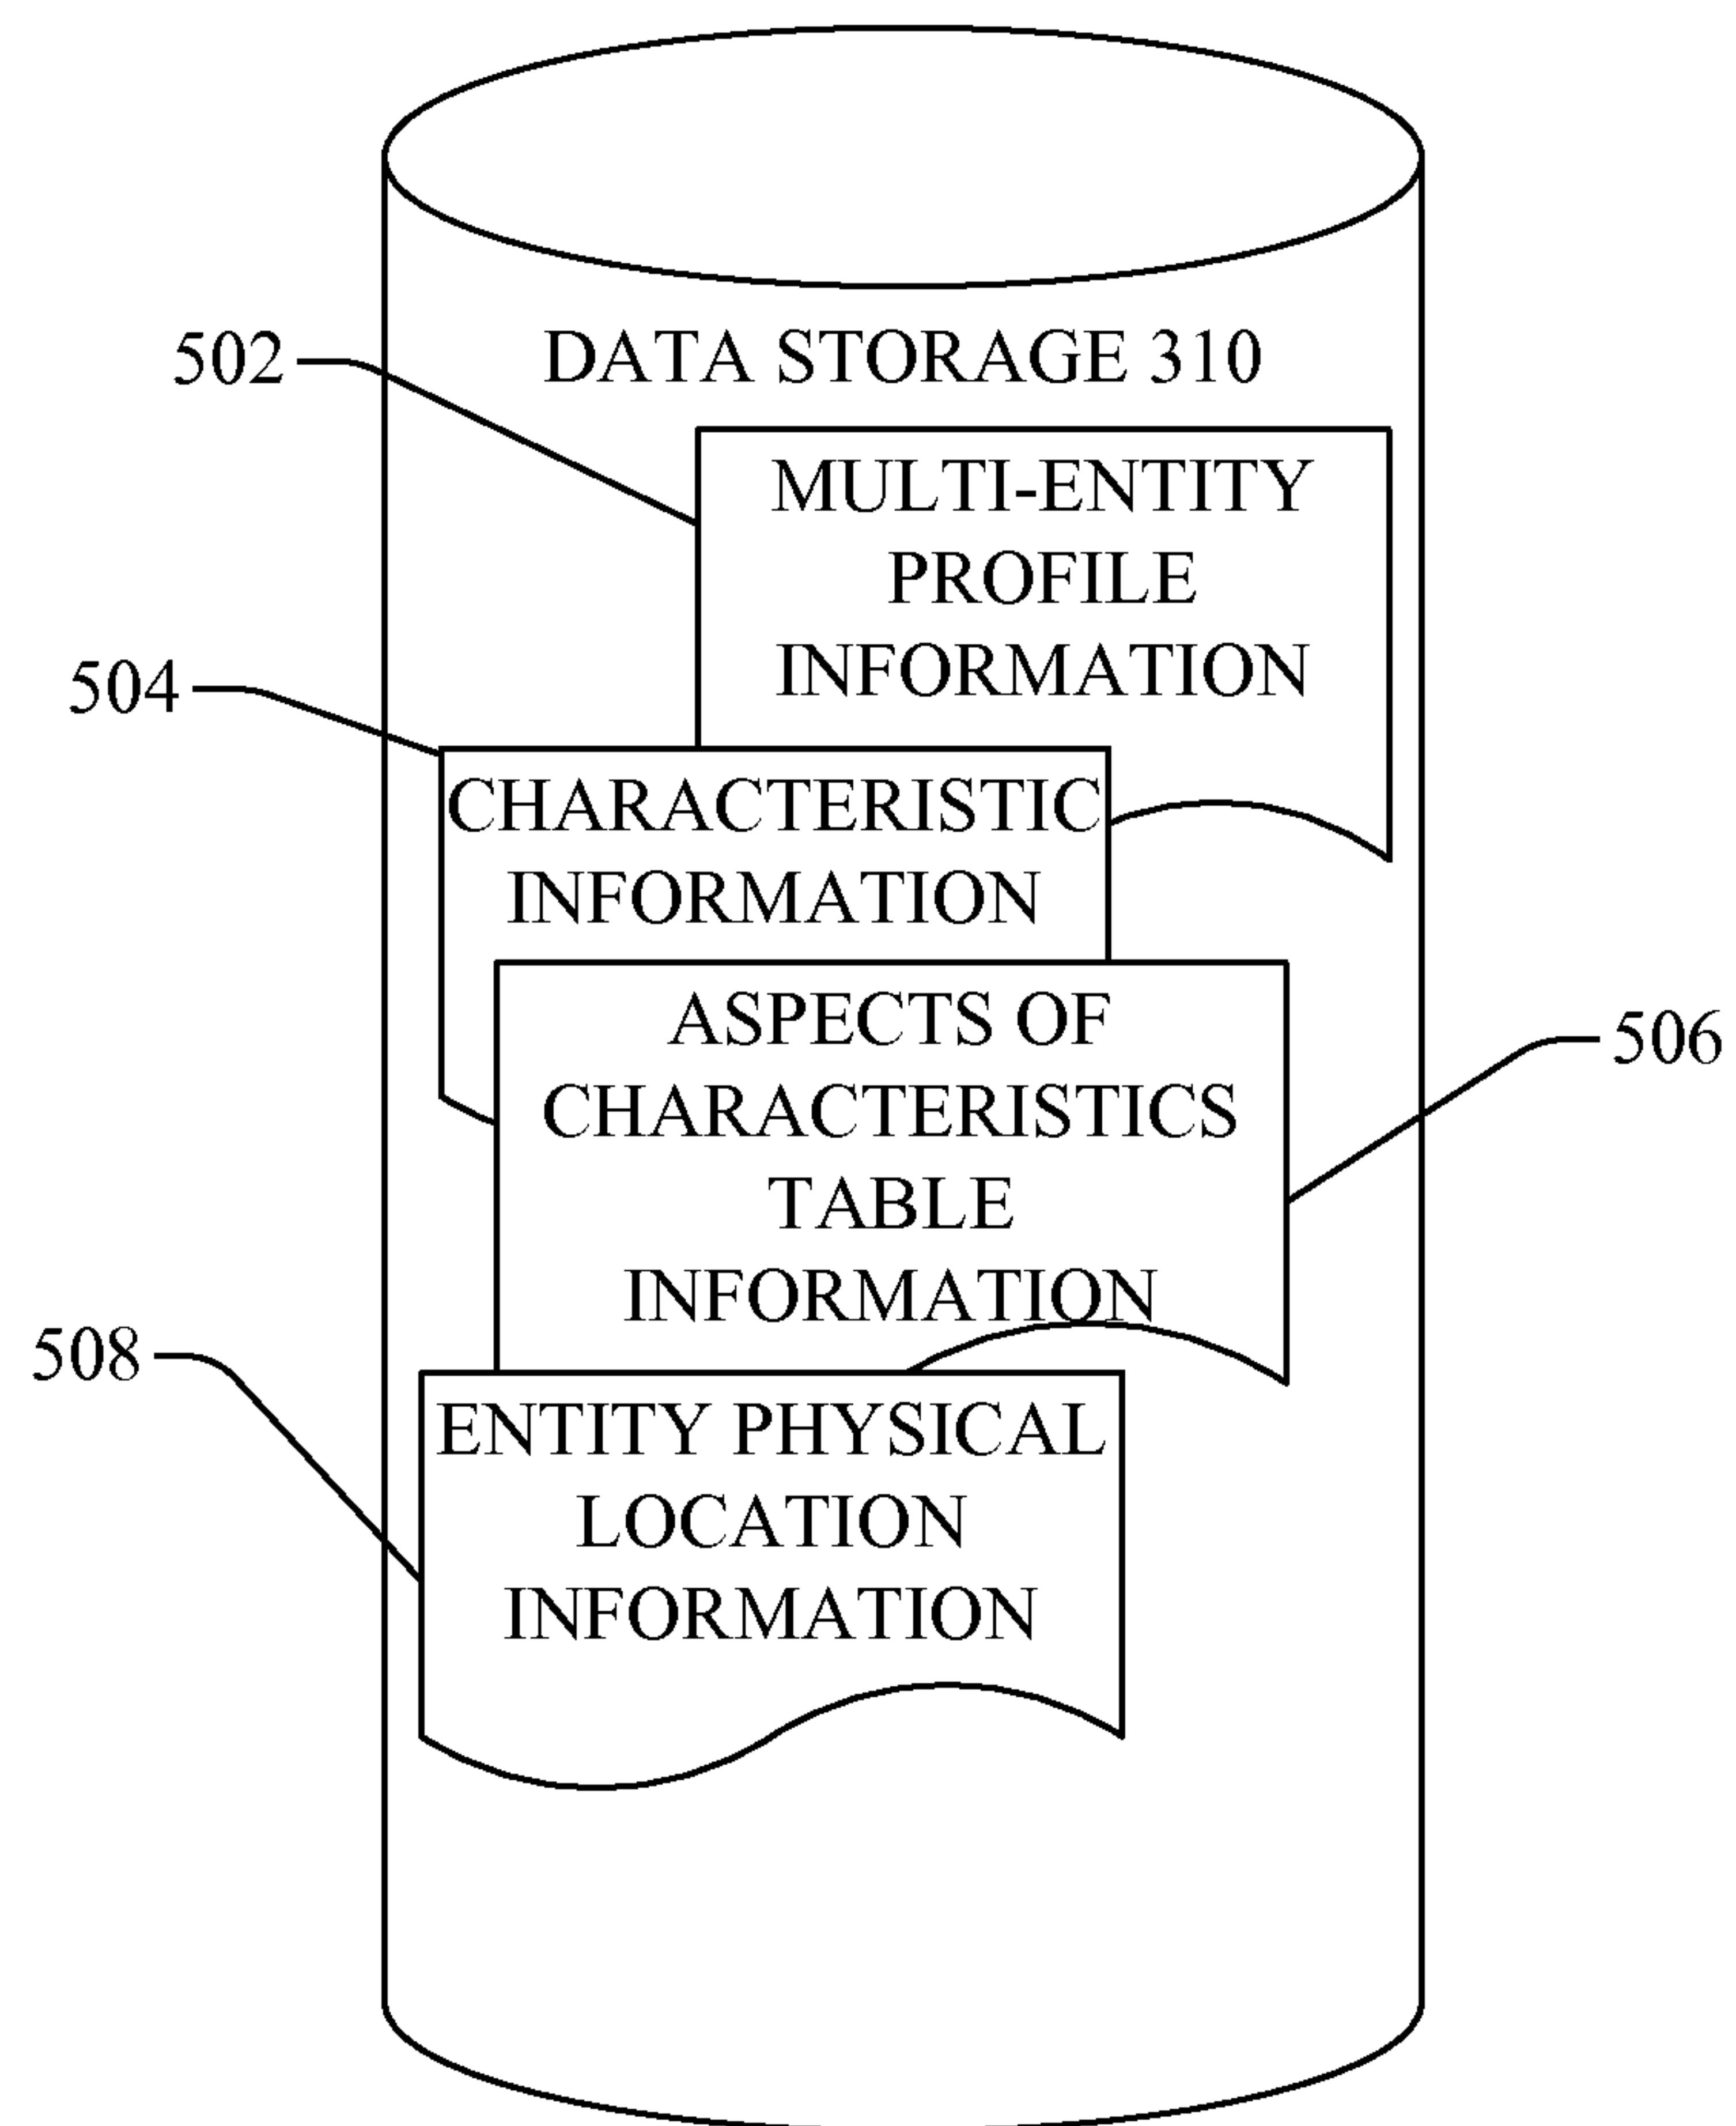 DATA STORAGE 310
502
MULTI-ENTITY
PROFILE
INFORMATION
504
CHARACTERISTIC
INFORMATION
ASPECTS OF
CHARACTERISTICS
TABLE
INFORMATION
506
508
ENTITY PHYSICAL
LOCATION
INFORMATION